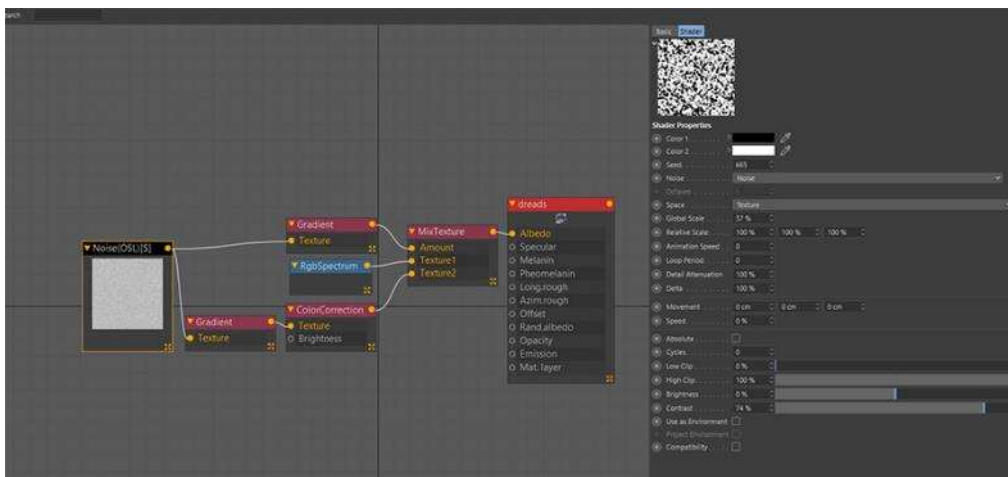 Basic Shader
dreads
Gradient
Texture
MixTexture
Albedo
Noise(OSL)[S]
Amount
Specular
RgbSpectrum
Texture1
Melanin
Texture2
Pheomelanin
Long.rough
ColorCorrection
Azim.rough
Gradient
Texture
Offset
Texture
Brightness
Rand.albedo
Opacity
Emission
Mat. layer
Shader Properties
Color 1
Color 2
Seed 665
Noise Noise
Octaves
Space Texture
Global Scale 37 %
Relative Scale 100 % 100 % 100 %
Animation Speed 0
Loop Period 0
Detail Attenuation 100 %
Delta 100 %
Movement 0 cm 0 cm 0 cm
Speed 0 %
Absolute
Cycles 0
Low Clip 0 %
High Clip 100 %
Brightness 0 %
Contrast 74 %
Use as Environment
Project Environment
Compatibility